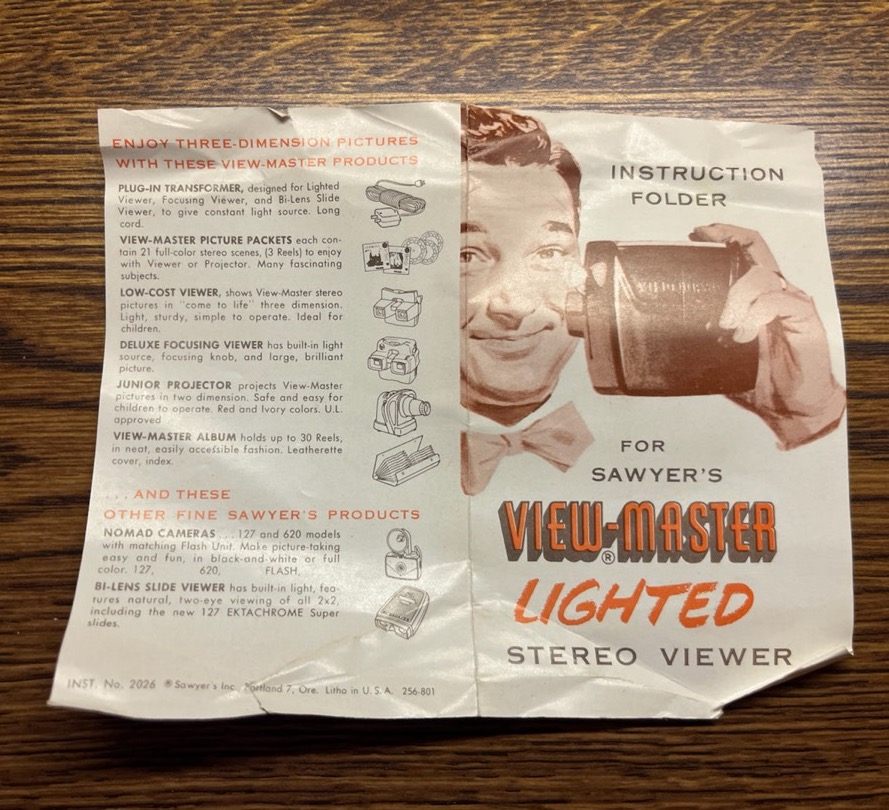 ENJOY THREE-DIMENSION PICTURES
WITH THESE VIEW-MASTER PRODUCTS
PLUG-IN TRANSFORMER, designed for Lighted
Viewer, Focusing Viewer, and Bi-Lens Slide
Viewer, to give constant light source. Long
cord.
VIEW-MASTER PICTURE PACKETS each con-
tain 21 full-color stereo scenes, (3 Reels) to enjoy
with Viewer or Projector. Many fascinating
subjects.
LOW-COST VIEWER, shows View-Master stereo
pictures in "come to life" three dimension.
Light, sturdy, simple to operate. Ideal for
children.
DELUXE FOCUSING VIEWER has built-in light
source, focusing knob, and large, brilliant
picture.
JUNIOR PROJECTOR projects View-Master
pictures in two dimension. Safe and easy for
children to operate. Red and Ivory colors. U.L.
approved
VIEW-MASTER ALBUM holds up to 30 Reels,
in neat, easily accessible fashion. Leatherette
cover, index.
. . . AND THESE
OTHER FINE SAWYER'S PRODUCTS
NOMAD CAMERAS . . . 127 and 620 models
with matching Flash Unit. Make picture-taking
easy and fun, in black-and-white or full
color. 127, 620, FLASH,
BI-LENS SLIDE VIEWER has built-in light, fea-
tures natural, two-eye viewing of all 2x2,
including the new 127 EKTACHROME Super
slides.
INST. No. 2026 ® Sawyer's Inc., Portland 7, Ore. Litho in U. S. A. 256-801
INSTRUCTION
FOLDER
FOR
SAWYER'S
VIEW-MASTER
®
LIGHTED
STEREO VIEWER